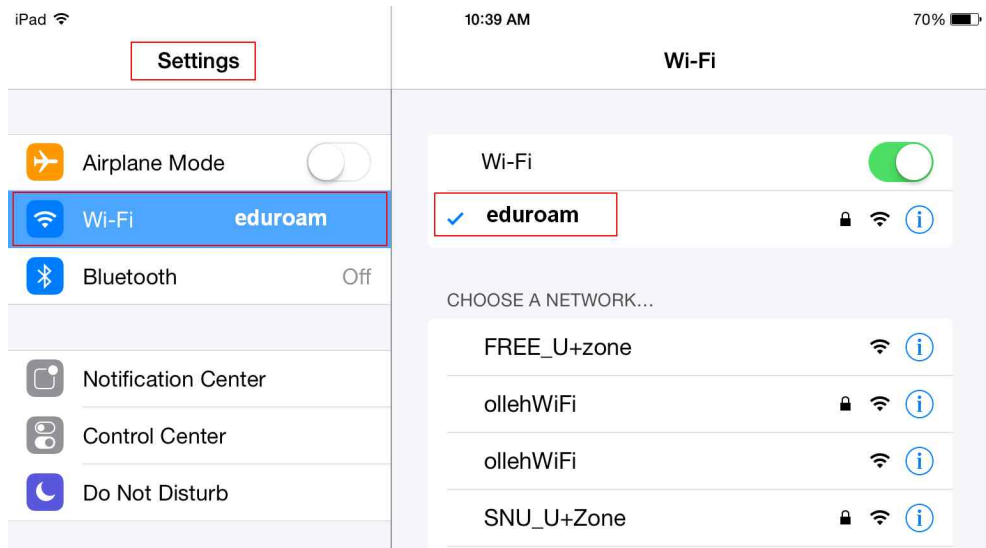 iPad
10:39 AM
70%
Settings
Wi-Fi
Airplane Mode
Wi-Fi eduroam
Bluetooth Off
Notification Center
Control Center
Do Not Disturb
Wi-Fi
eduroam
CHOOSE A NETWORK...
FREE_U+zone
ollehWiFi
ollehWiFi
SNU_U+Zone